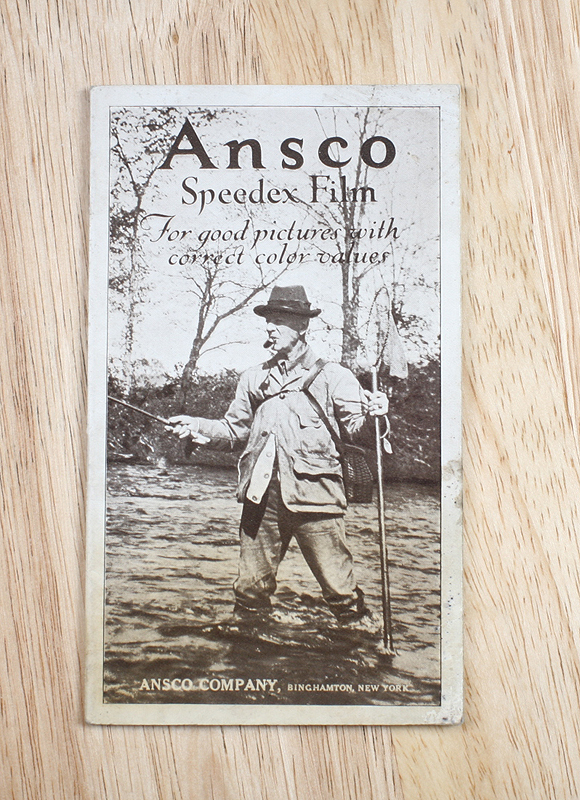 Ansco
Speedex Film
For good pictures with
correct color values
ANSCO COMPANY, BINGHAMTON, NEW YORK